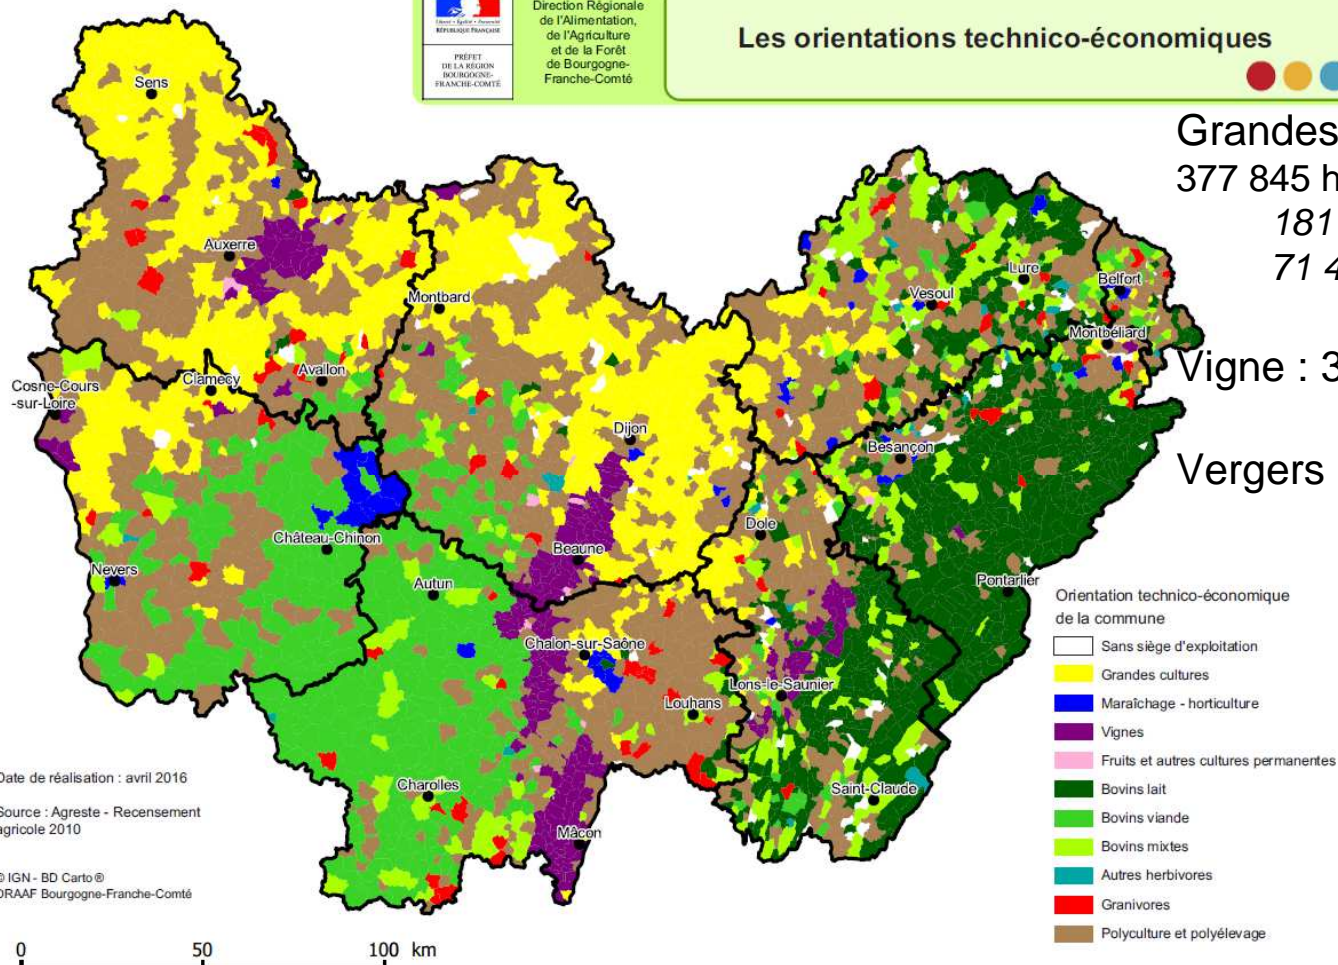 Direction Régionale
de l'Alimentation,
de l'Agriculture
et de la Forêt
de Bourgogne-
Franche-Comté
Liberté • Égalité • Fraternité
RÉPUBLIQUE FRANÇAISE
PRÉFET
DE LA RÉGION
BOURGOGNE-
FRANCHE-COMTÉ
Les orientations technico-économiques
Grandes
377 845 h
181
71 4
Vigne : 3
Vergers
Sens
Auxerre
Montbard
Vesoul
Lure
Belfort
Montbéliard
Cosne-Cours
-sur-Loire
Clamecy
Avallon
Dijon
Besançon
Château-Chinon
Dole
Nevers
Beaune
Autun
Pontarlier
Chalon-sur-Saône
Lons-le-Saunier
Louhans
Charolles
Saint-Claude
Mâcon
Orientation technico-économique
de la commune
Sans siège d'exploitation
Grandes cultures
Maraîchage - horticulture
Vignes
Fruits et autres cultures permanentes
Bovins lait
Bovins viande
Bovins mixtes
Autres herbivores
Granivores
Polyculture et polyélevage
Date de réalisation : avril 2016
Source : Agreste - Recensement
agricole 2010
© IGN - BD Carto®
DRAAF Bourgogne-Franche-Comté
0 50 100 km